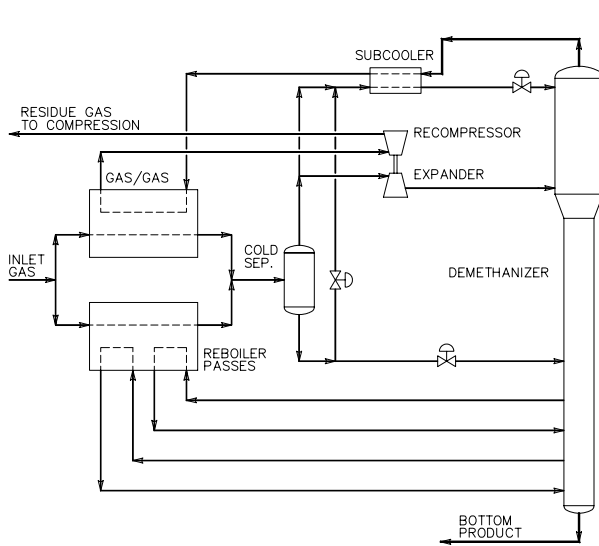 SUBCOOLER
RESIDUE GAS
TO COMPRESSION
RECOMPRESSOR
GAS/GAS
EXPANDER
INLET
GAS
COLD
SEP.
DEMETHANIZER
REBOILER
PASSES
BOTTOM
PRODUCT